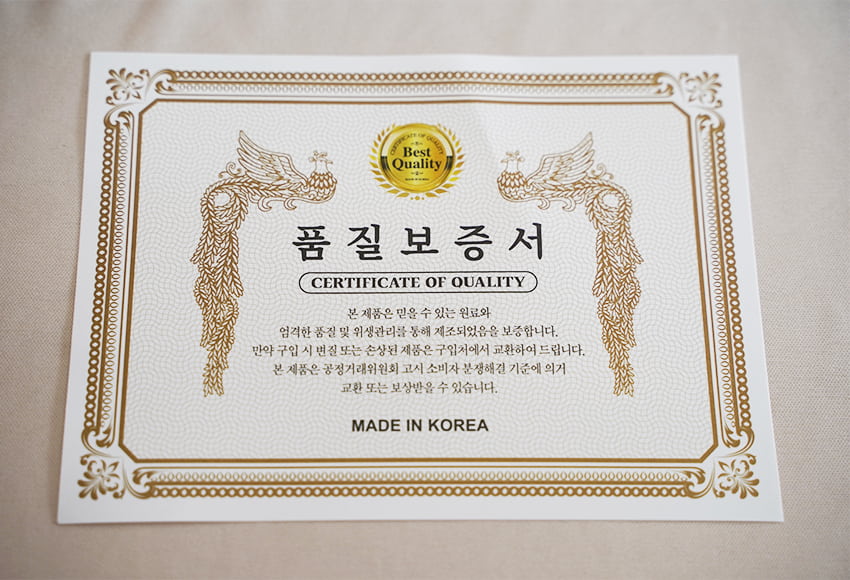 CERTIFICATE OF QUALITY
Best
Quality
MADE IN KOREA
품질보증서
CERTIFICATE OF QUALITY
본 제품은 믿을 수 있는 원료와
엄격한 품질 및 위생관리를 통해 제조되었음을 보증합니다.
만약 구입 시 변질 또는 손상된 제품은 구입처에서 교환하여 드립니다.
본 제품은 공정거래위원회 고시 소비자 분쟁해결 기준에 의거
교환 또는 보상받을 수 있습니다.
MADE IN KOREA